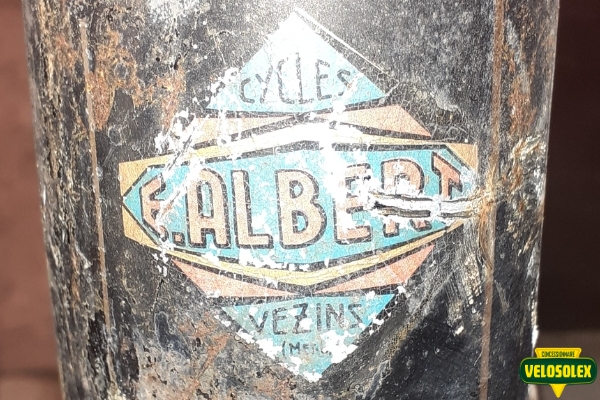 CYCLES
E.ALBERT
VEZINS
CONCESSIONNAIRE
VELOSOLEX